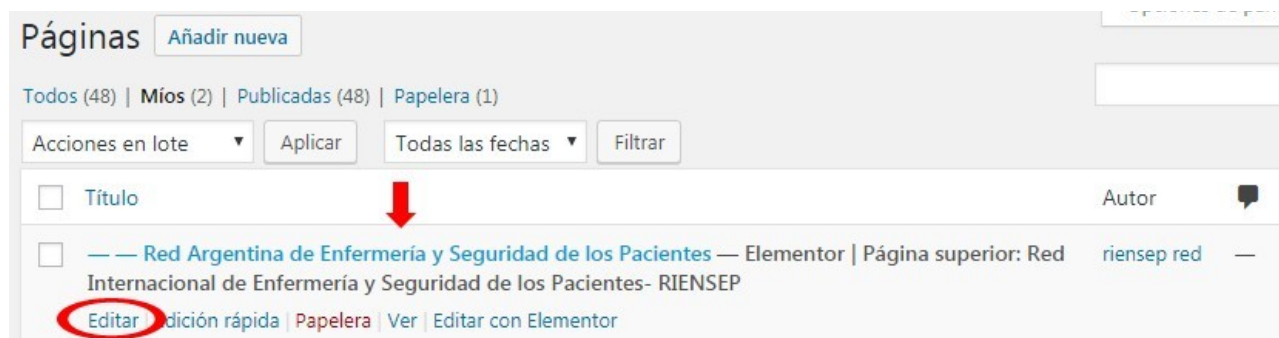 Páginas Añadir nueva
Todos (48) | Míos (2) | Publicadas (48) | Papelera (1)
Acciones en lote Aplicar Todas las fechas Filtrar
Título Autor
— — Red Argentina de Enfermería y Seguridad de los Pacientes — Elementor | Página superior: Red riensep red —
Internacional de Enfermería y Seguridad de los Pacientes- RIENSEP
Editar | Edición rápida | Papelera | Ver | Editar con Elementor